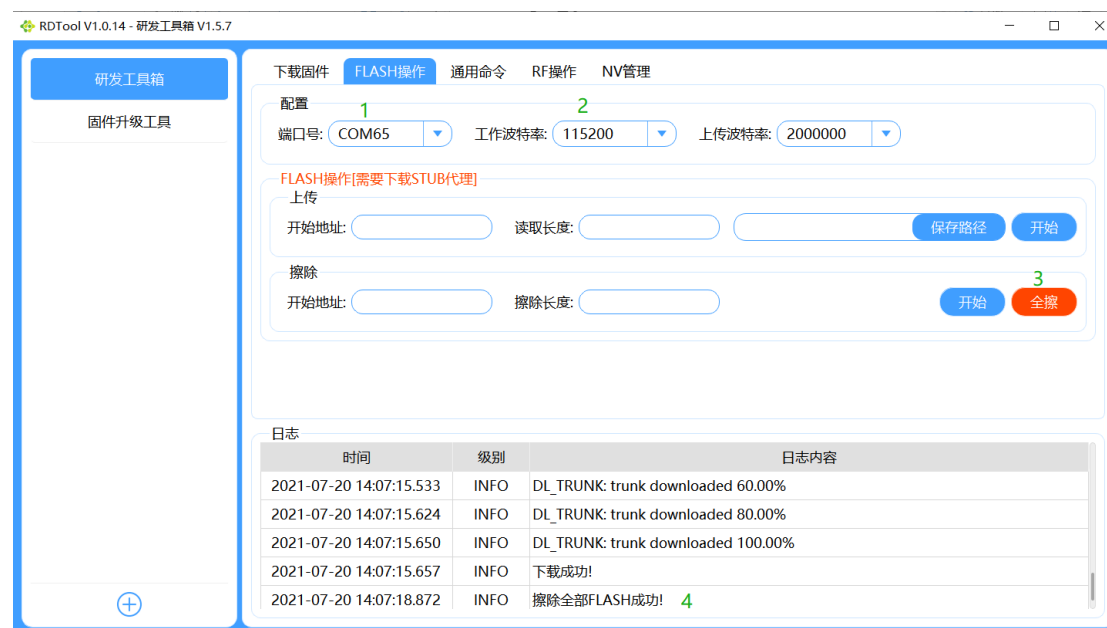 RDTool V1.0.14 - 研发工具箱 V1.5.7
研发工具箱
固件升级工具
下载固件 FLASH操作 通用命令 RF操作 NV管理
配置
1 2
端口号: COM65 工作波特率: 115200 上传波特率: 2000000
FLASH操作[需要下载STUB代理]
上传
开始地址: 读取长度: 保存路径 开始
擦除
3
开始地址: 擦除长度: 开始 全擦
日志
时间 级别 日志内容
2021-07-20 14:07:15.533 INFO DL_TRUNK: trunk downloaded 60.00%
2021-07-20 14:07:15.624 INFO DL_TRUNK: trunk downloaded 80.00%
2021-07-20 14:07:15.650 INFO DL_TRUNK: trunk downloaded 100.00%
2021-07-20 14:07:15.657 INFO 下载成功!
2021-07-20 14:07:18.872 INFO 擦除全部FLASH成功! 4